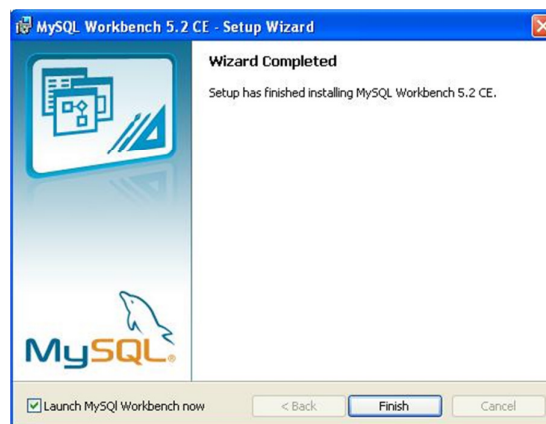 MySQL Workbench 5.2 CE - Setup Wizard
Wizard Completed
Setup has finished installing MySQL Workbench 5.2 CE.
MySQL®
Launch MySQl Workbench now
< Back
Finish
Cancel